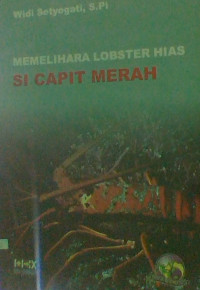 Widi Setyogati, S.Pi
MEMELIHARA LOBSTER HIAS
SI CAPIT MERAH